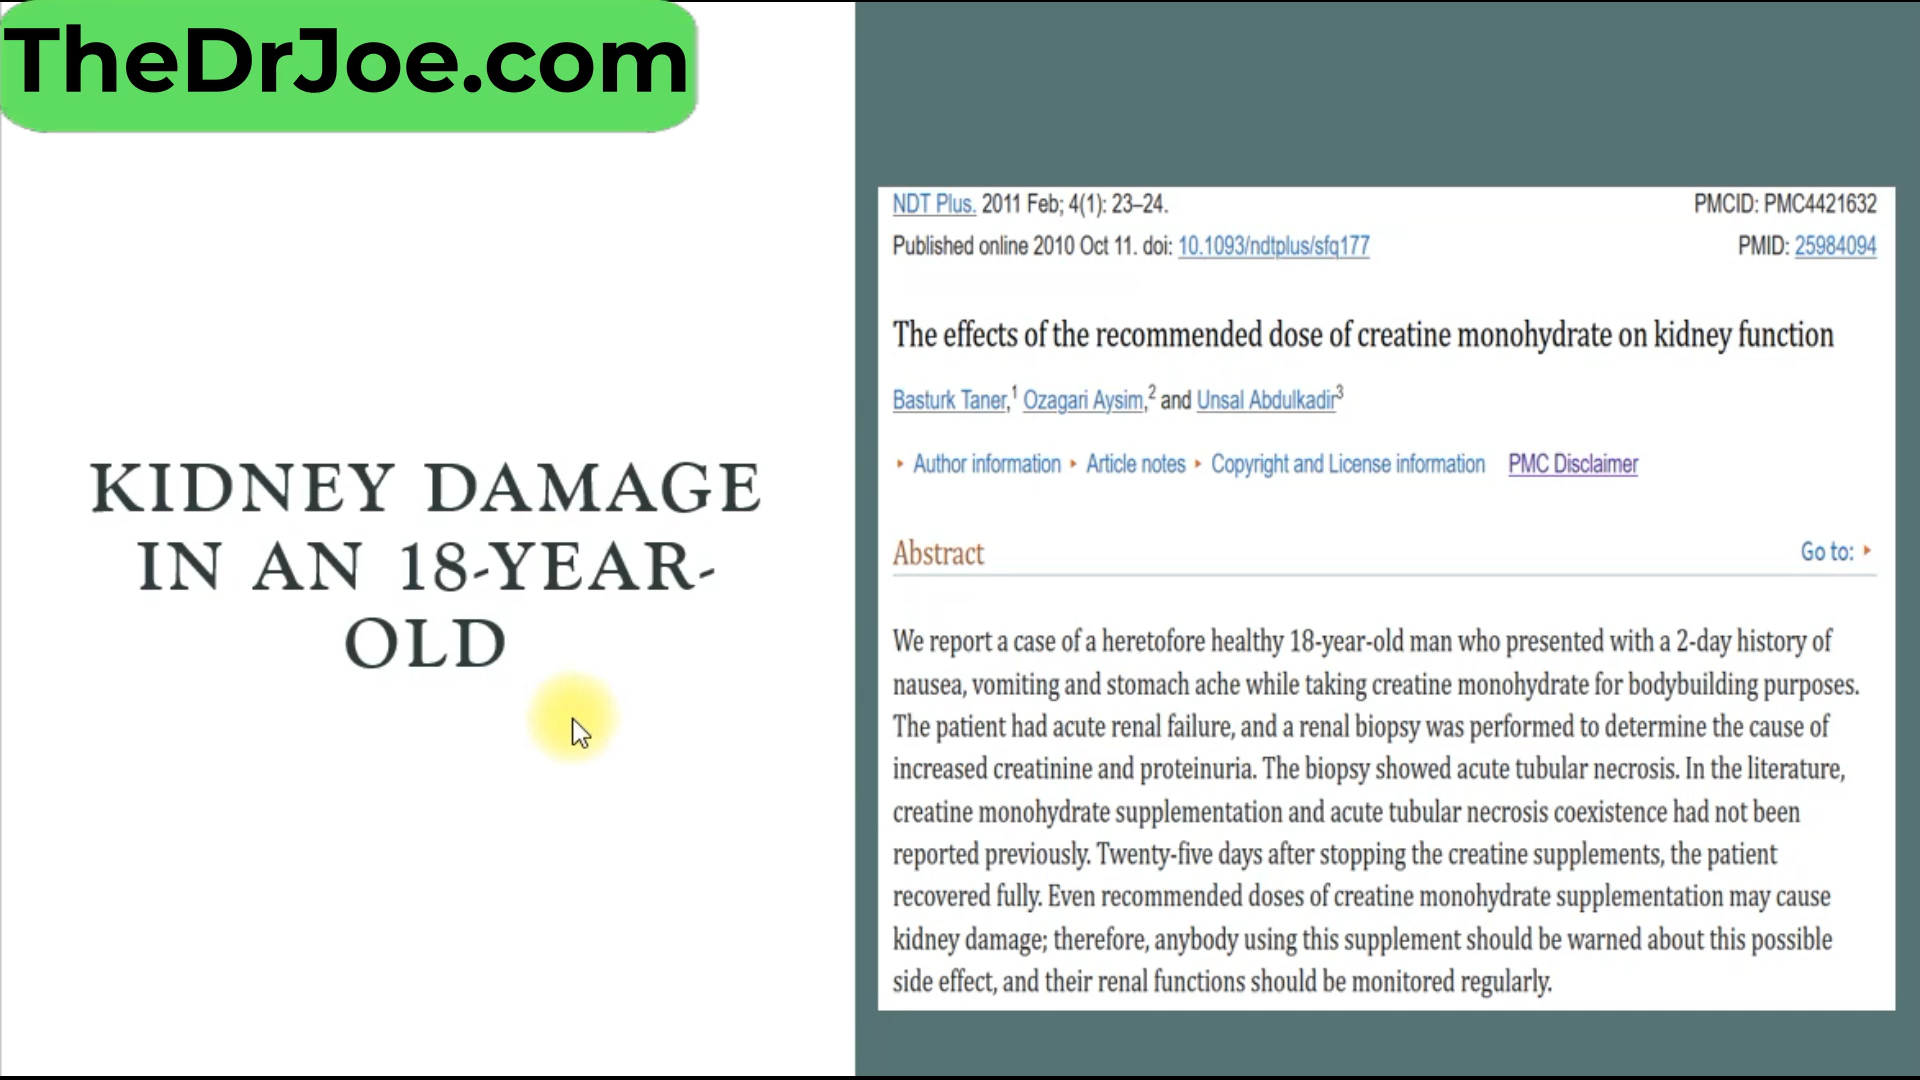 TheDrJoe.com
KIDNEY DAMAGE
IN AN 18-YEAR-
OLD
NDT Plus. 2011 Feb; 4(1): 23–24.
PMCID: PMC4421632
Published online 2010 Oct 11. doi: 10.1093/ndtplus/sfq177
PMID: 25984094
The effects of the recommended dose of creatine monohydrate on kidney function
Basturk Taner,1 Ozagari Aysim,2 and Unsal Abdulkadir3
‣ Author information ‣ Article notes ‣ Copyright and License information PMC Disclaimer
Abstract
Go to: ‣
We report a case of a heretofore healthy 18-year-old man who presented with a 2-day history of
nausea, vomiting and stomach ache while taking creatine monohydrate for bodybuilding purposes.
The patient had acute renal failure, and a renal biopsy was performed to determine the cause of
increased creatinine and proteinuria. The biopsy showed acute tubular necrosis. In the literature,
creatine monohydrate supplementation and acute tubular necrosis coexistence had not been
reported previously. Twenty-five days after stopping the creatine supplements, the patient
recovered fully. Even recommended doses of creatine monohydrate supplementation may cause
kidney damage; therefore, anybody using this supplement should be warned about this possible
side effect, and their renal functions should be monitored regularly.